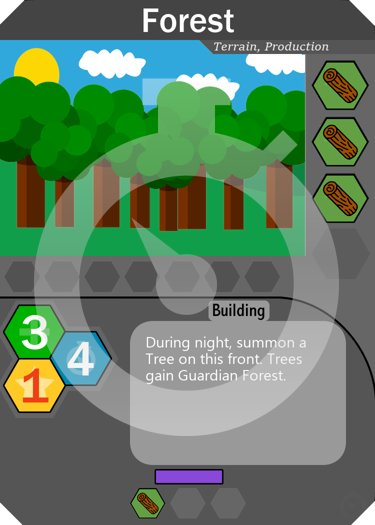 Forest
Terrain, Production
3
4
1
Building
During night, summon a
Tree on this front. Trees
gain Guardian Forest.